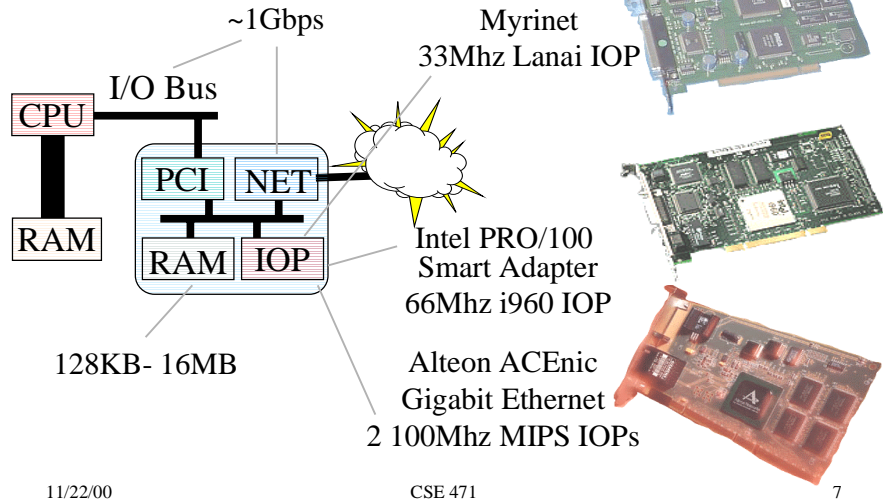 ~1Gbps
Myrinet
33Mhz Lanai IOP
I/O Bus
CPU
PCI
NET
RAM
RAM
IOP
Intel PRO/100
Smart Adapter
66Mhz i960 IOP
128KB- 16MB
Alteon ACEnic
Gigabit Ethernet
2 100Mhz MIPS IOPs
11/22/00
CSE 471
7